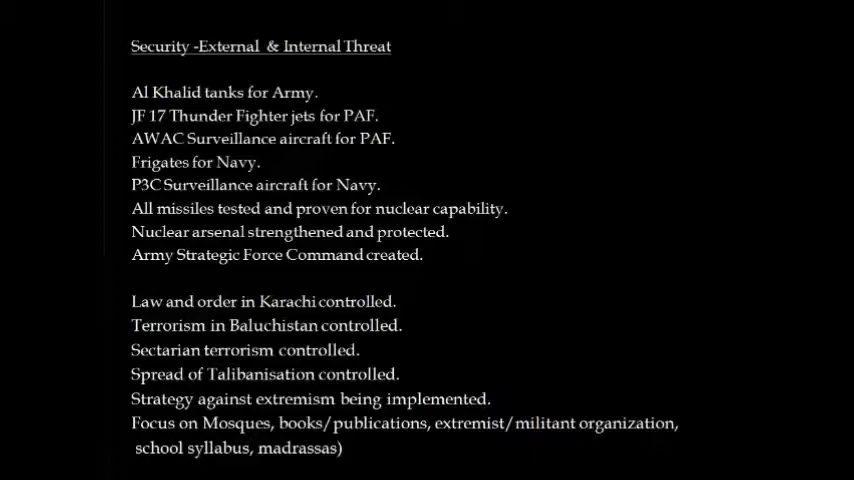 Security -External & Internal Threat
Al Khalid tanks for Army.
JF 17 Thunder Fighter jets for PAF.
AWAC Surveillance aircraft for PAF.
Frigates for Navy.
P3C Surveillance aircraft for Navy.
All missiles tested and proven for nuclear capability.
Nuclear arsenal strengthened and protected.
Army Strategic Force Command created.
Law and order in Karachi controlled.
Terrorism in Baluchistan controlled.
Sectarian terrorism controlled.
Spread of Talibanisation controlled.
Strategy against extremism being implemented.
Focus on Mosques, books/publications, extremist/militant organization,
school syllabus, madrassas)